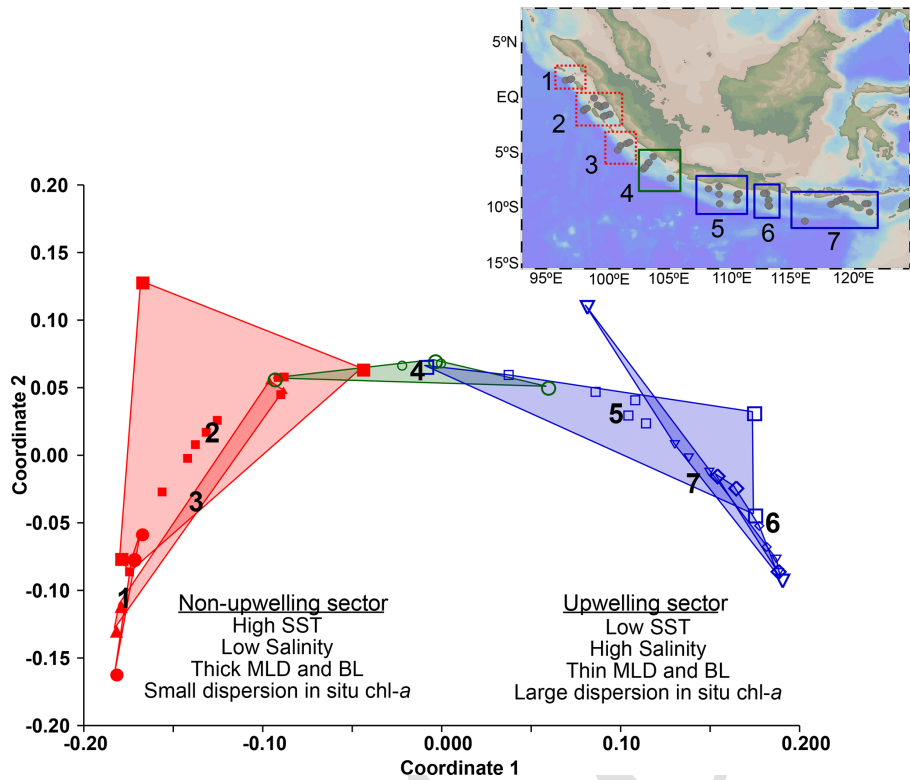 5ºN
EQ
5ºS
10ºS
15ºS
95ºE
100ºE
105ºE
110ºE
115ºE
120ºE
1
2
3
4
5
6
7
0.20
0.15
0.10
0.05
0.00
-0.05
-0.10
-0.15
-0.20
Coordinate 2
4
5
2
7
3
6
1
Non-upwelling sector
High SST
Low Salinity
Thick MLD and BL
Small dispersion in situ chl-a
Upwelling sector
Low SST
High Salinity
Thin MLD and BL
Large dispersion in situ chl-a
-0.20
-0.10
0.000
0.10
0.200
Coordinate 1